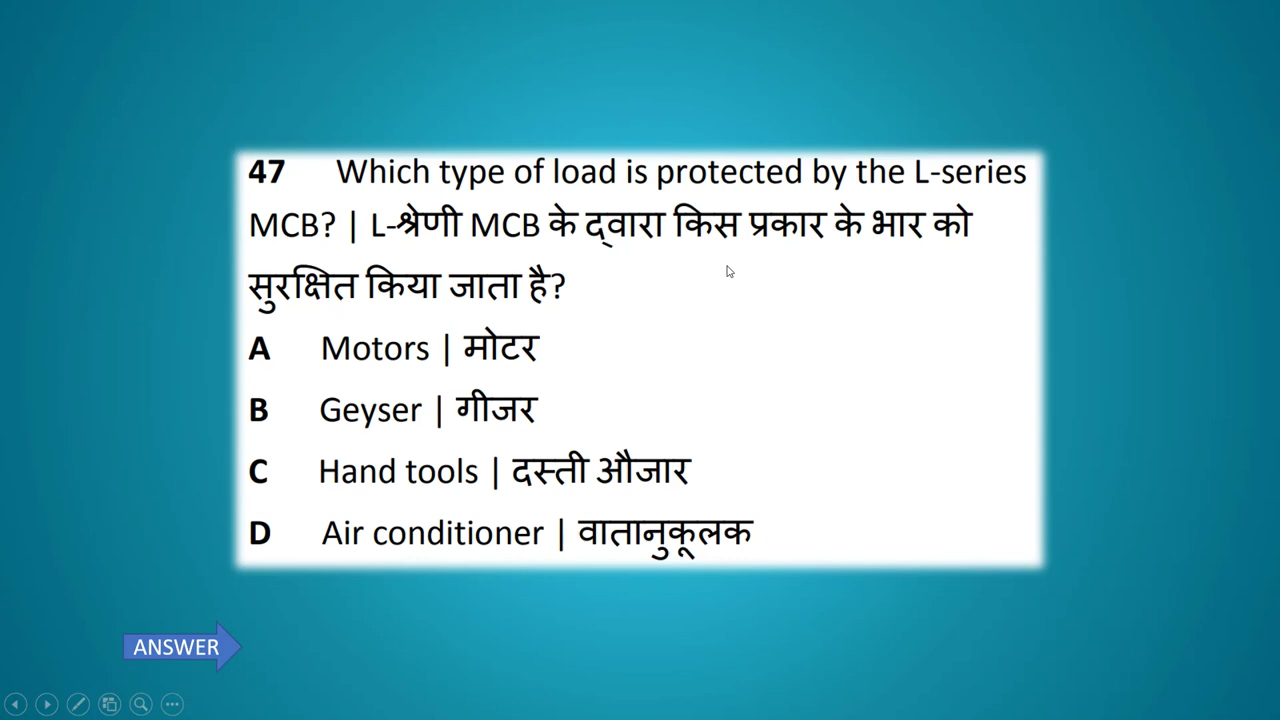 47 Which type of load is protected by the L-series
MCB? | L-श्रेणी MCB के द्वारा किस प्रकार के भार को
सुरक्षित किया जाता है?
A Motors | मोटर
B Geyser | गीजर
C Hand tools | दस्ती औजार
D Air conditioner | वातानुकूलक
ANSWER